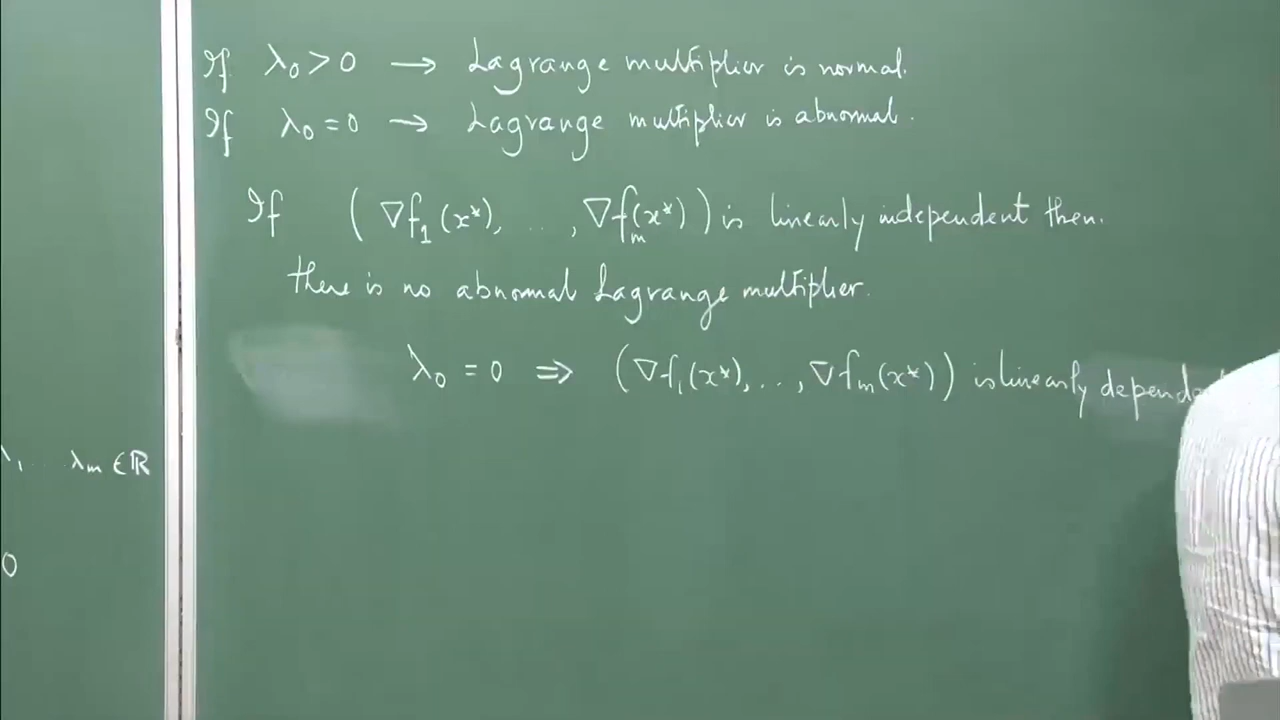 If λ₀ > 0 → Lagrange multiplier is normal.
If λ₀ = 0 → Lagrange multiplier is abnormal.
If (∇f₁(x*), ..., ∇fₘ(x*)) is linearly independent then.
there is no abnormal Lagrange multiplier.
λ₀ = 0 ⇒ (∇f₁(x*), ..., ∇fₘ(x*)) is linearly depende
λ₁ ... λₘ ∈ ℝ
0